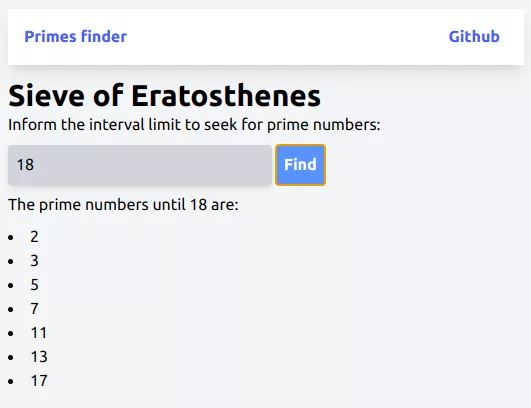 Primes finder Github
Sieve of Eratosthenes
Inform the interval limit to seek for prime numbers:
18 Find
The prime numbers until 18 are:
• 2
• 3
• 5
• 7
• 11
• 13
• 17